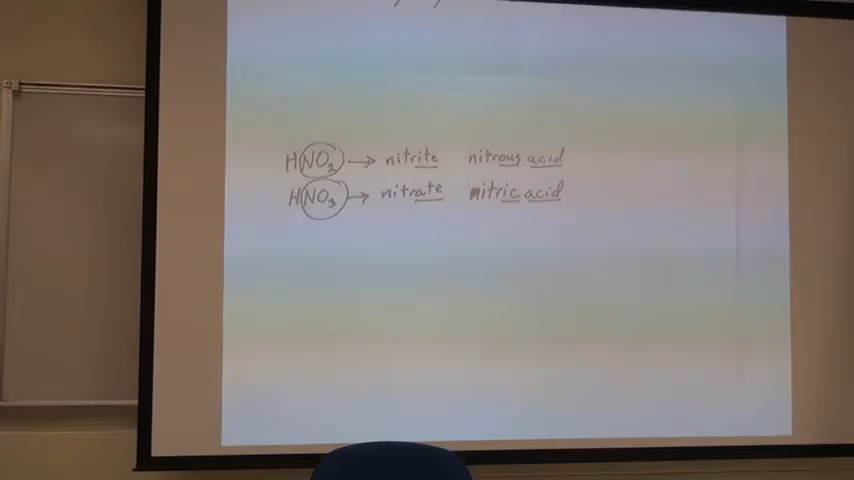 HNO₂ → nitrite nitrous acid
HNO₃ → nitrate nitric acid